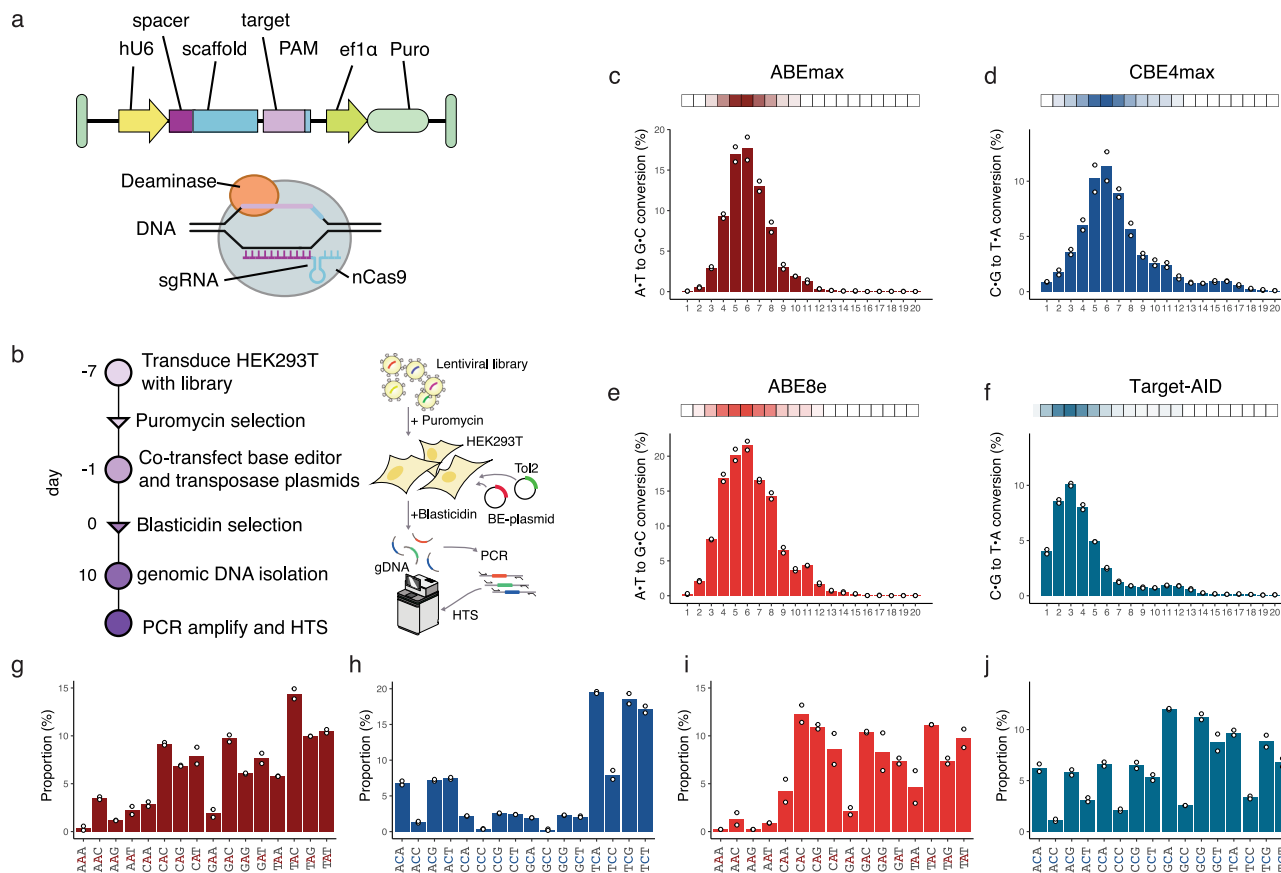 a
spacer
target
hU6
scaffold
PAM
ef1α
Puro
Deaminase
DNA
sgRNA
nCas9
b
day
-7
Transduce HEK293T
with library
Puromycin selection
-1
Co-transfect base editor
and transposase plasmids
0
Blasticidin selection
10
genomic DNA isolation
PCR amplify and HTS
Lentiviral library
+ Puromycin
HEK293T
Tol2
BE-plasmid
+Blasticidin
gDNA
PCR
HTS
c
ABEmax
A•T to G•C conversion (%)
20
15
10
5
0
1 2 3 4 5 6 7 8 9 10 11 12 13 14 15 16 17 18 19 20
d
CBE4max
C•G to T•A conversion (%)
10
5
0
1 2 3 4 5 6 7 8 9 10 11 12 13 14 15 16 17 18 19 20
e
ABE8e
A•T to G•C conversion (%)
20
15
10
5
0
1 2 3 4 5 6 7 8 9 10 11 12 13 14 15 16 17 18 19 20
f
Target-AID
C•G to T•A conversion (%)
10
5
0
1 2 3 4 5 6 7 8 9 10 11 12 13 14 15 16 17 18 19 20
g
Proportion (%)
15
10
5
0
AAA AAC AAG AAT CAA CAC CAG CAT GAA GAC GAG GAT TAA TAC TAG TAT
h
Proportion (%)
20
15
10
5
0
ACA ACC ACG ACT CCA CCC CCG CCT GCA GCC GCG GCT TCA TCC TCG TCT
i
Proportion (%)
15
10
5
0
AAA AAC AAG AAT CAA CAC CAG CAT GAA GAC GAG GAT TAA TAC TAG TAT
j
Proportion (%)
10
5
0
ACA ACC ACG ACT CCA CCC CCG CCT GCA GCC GCG GCT TCA TCC TCG TCT